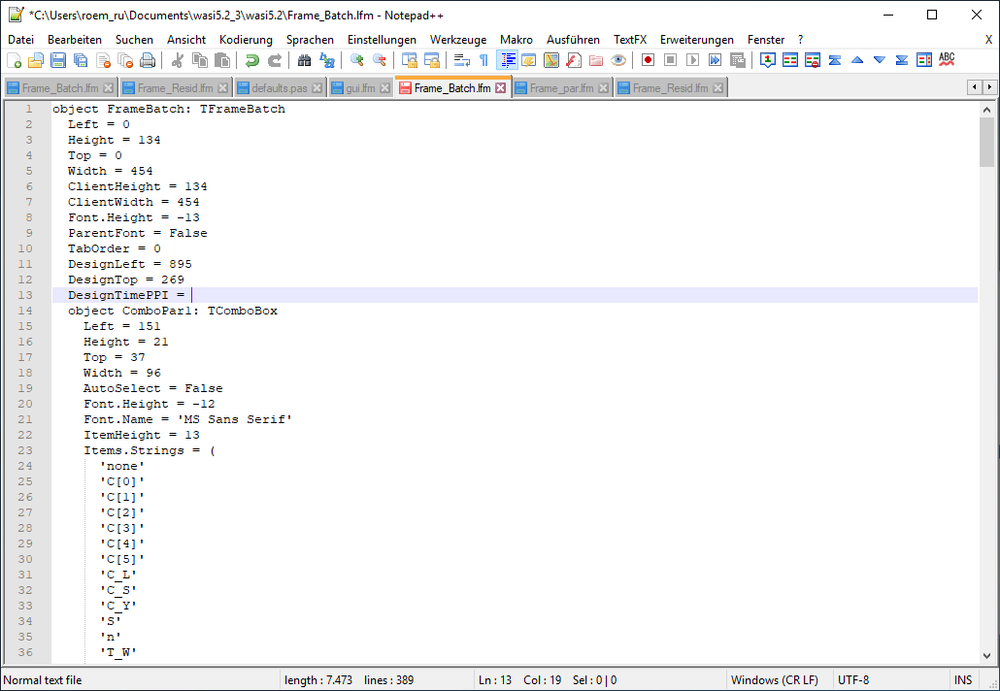 *C:\Users\roem_ru\Documents\wasi5.2_3\wasi5.2\Frame_Batch.lfm - Notepad++
Datei Bearbeiten Suchen Ansicht Kodierung Sprachen Einstellungen Werkzeuge Makro Ausführen TextFX Erweiterungen Fenster ? X
ABC
Frame_Batch.lfm Frame_Resid.lfm defaults.pas gui.lfm Frame_Batch.lfm Frame_par.lfm Frame_Resid.lfm
1 object FrameBatch: TFrameBatch
2 Left = 0
3 Height = 134
4 Top = 0
5 Width = 454
6 ClientHeight = 134
7 ClientWidth = 454
8 Font.Height = -13
9 ParentFont = False
10 TabOrder = 0
11 DesignLeft = 895
12 DesignTop = 269
13 DesignTimePPI =
14 object ComboPar1: TComboBox
15 Left = 151
16 Height = 21
17 Top = 37
18 Width = 96
19 AutoSelect = False
20 Font.Height = -12
21 Font.Name = 'MS Sans Serif'
22 ItemHeight = 13
23 Items.Strings = (
24 'none'
25 'C[0]'
26 'C[1]'
27 'C[2]'
28 'C[3]'
29 'C[4]'
30 'C[5]'
31 'C_L'
32 'C_S'
33 'C_Y'
34 'S'
35 'n'
36 'T_W'
Normal text file length : 7.473 lines : 389 Ln : 13 Col : 19 Sel : 0 | 0 Windows (CR LF) UTF-8 INS